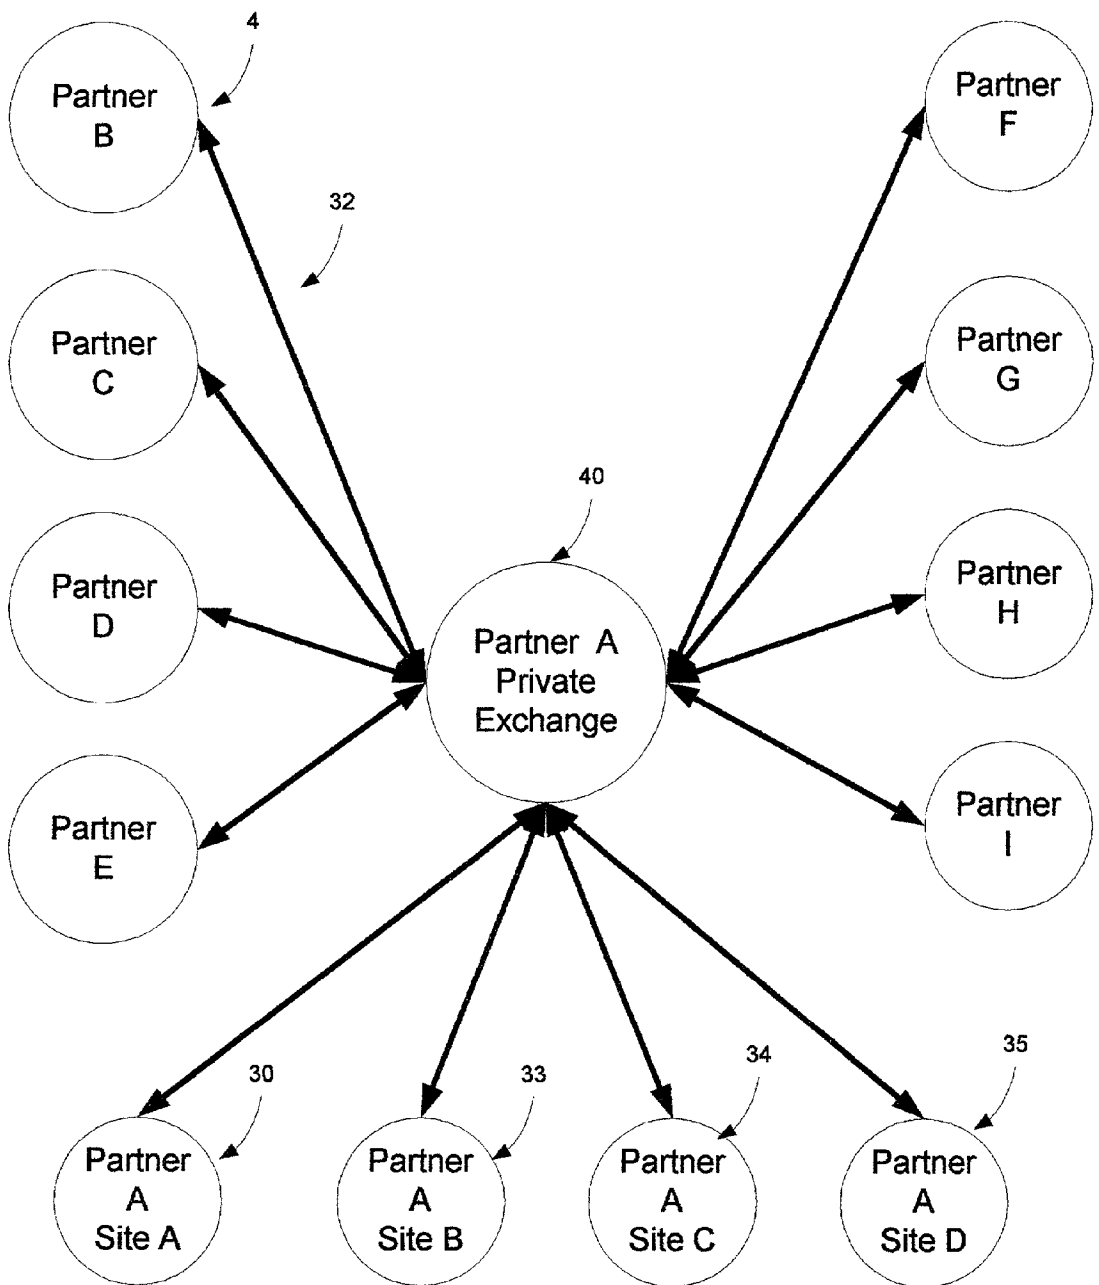 4
Partner
B
Partner
F
32
Partner
C
Partner
G
40
Partner
D
Partner
H
Partner A
Private
Exchange
Partner
E
Partner
I
30
33
34
35
Partner
A
Site A
Partner
A
Site B
Partner
A
Site C
Partner
A
Site D